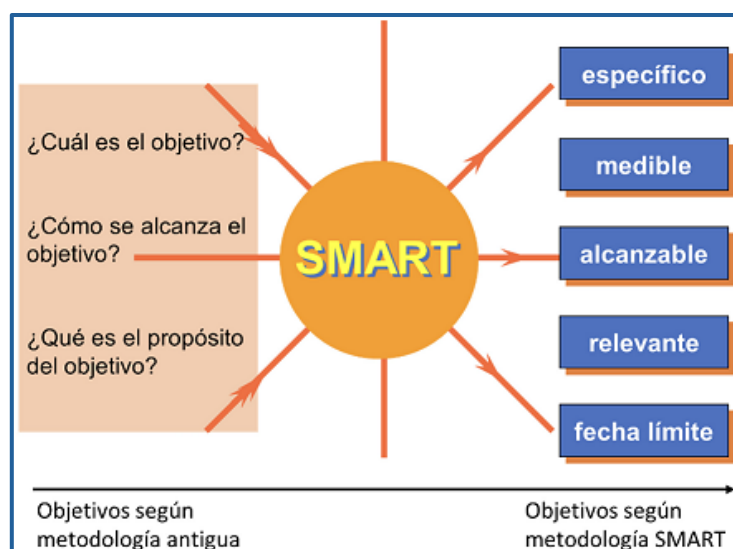 ¿Cuál es el objetivo?
¿Cómo se alcanza el
objetivo?
¿Qué es el propósito
del objetivo?
SMART
específico
medible
alcanzable
relevante
fecha límite
Objetivos según
metodología antigua
Objetivos según
metodología SMART